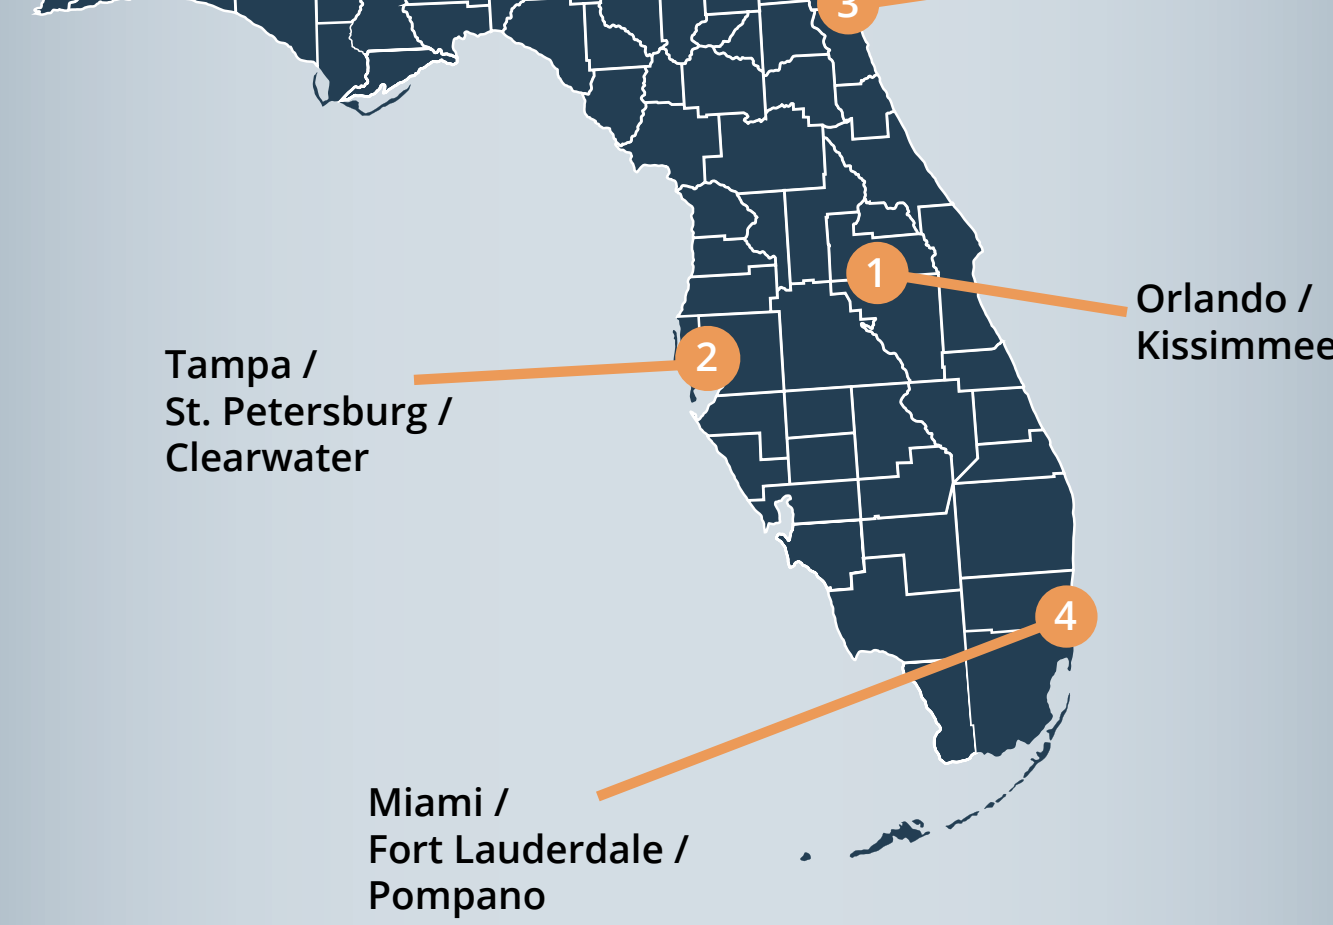 3
1
Orlando /
Kissimmee
2
Tampa /
St. Petersburg /
Clearwater
4
Miami /
Fort Lauderdale /
Pompano